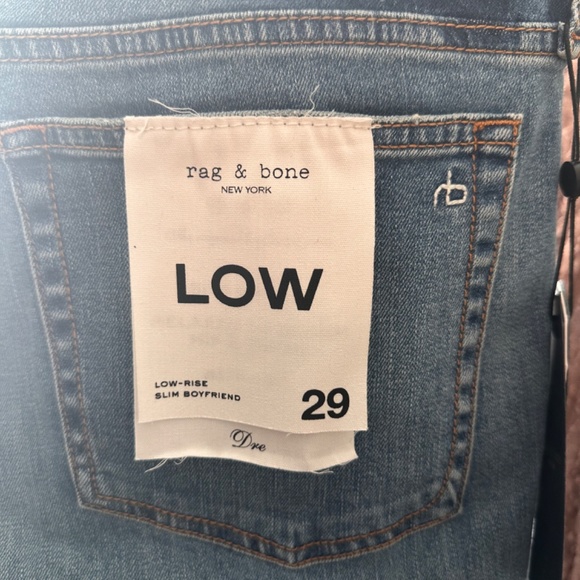 rag & bone
NEW YORK
rb
LOW
LOW-RISE
SLIM BOYFRIEND
29
Dre